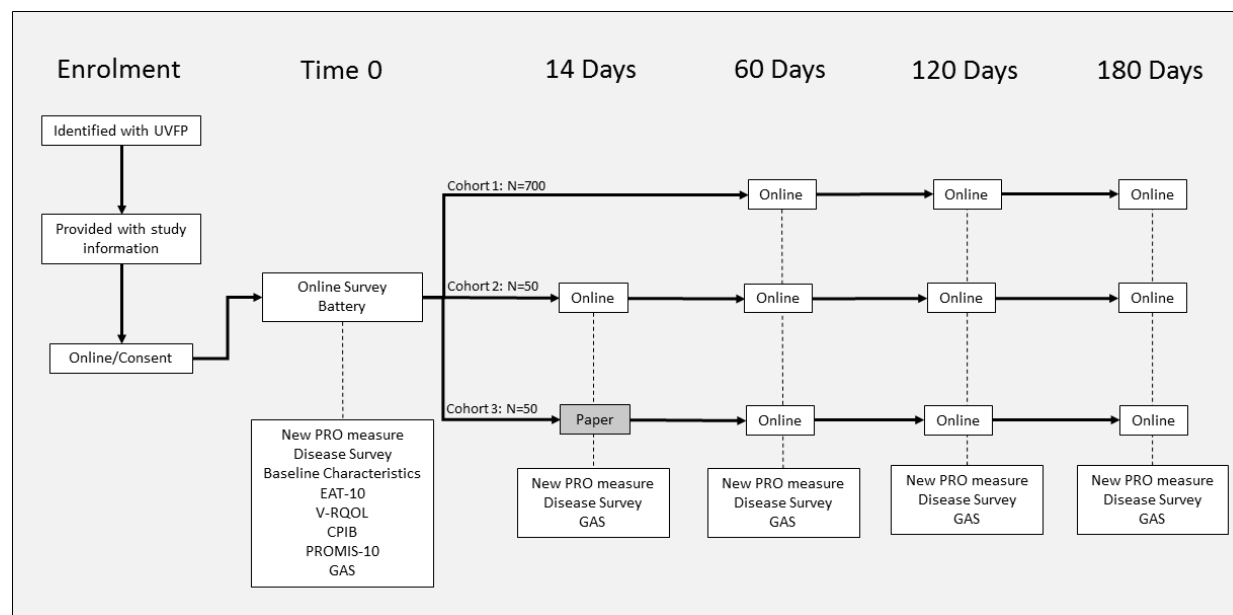 Enrolment
Time 0
14 Days
60 Days
120 Days
180 Days
Identified with UVFP
Provided with study
information
Online/Consent
Online Survey
Battery
New PRO measure
Disease Survey
Baseline Characteristics
EAT-10
V-RQOL
CPIB
PROMIS-10
GAS
Cohort 1: N=700
Online
Online
Online
Cohort 2: N=50
Online
Online
Online
Online
Cohort 3: N=50
Paper
Online
Online
Online
New PRO measure
Disease Survey
GAS
New PRO measure
Disease Survey
GAS
New PRO measure
Disease Survey
GAS
New PRO measure
Disease Survey
GAS